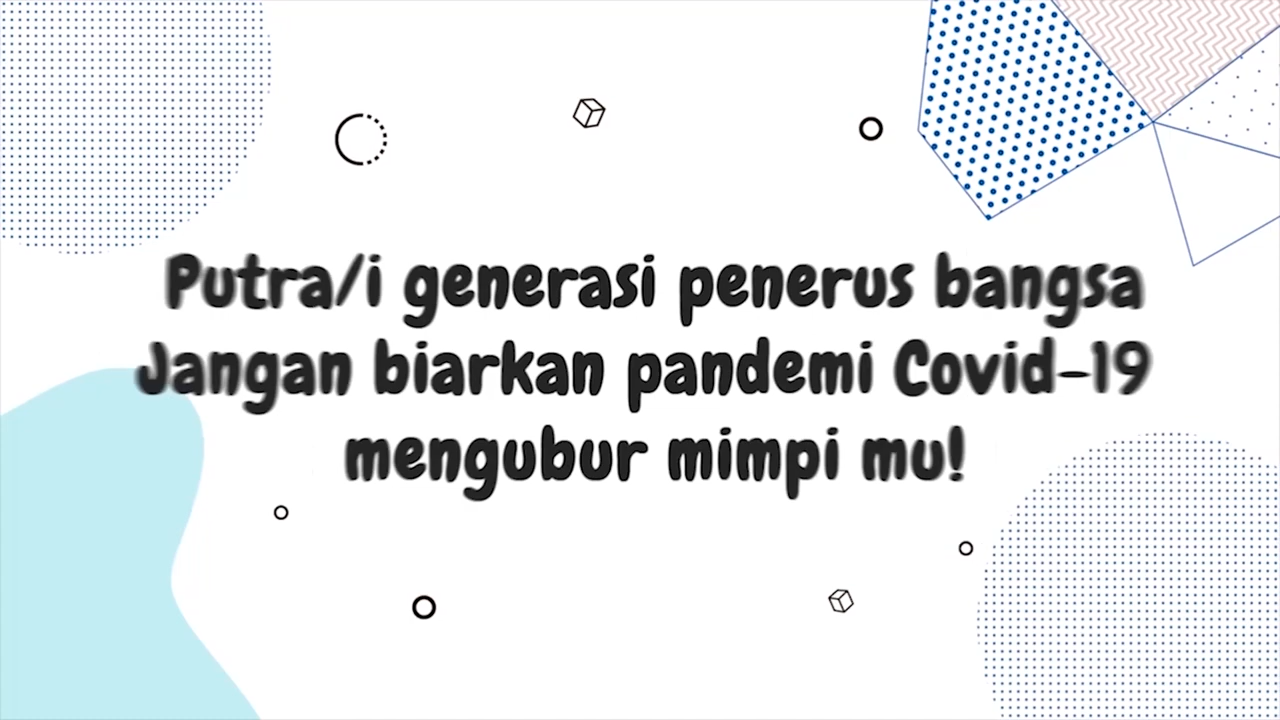 Putra/i generasi penerus bangsa
Jangan biarkan pandemi Covid-19
mengubur mimpi mu!